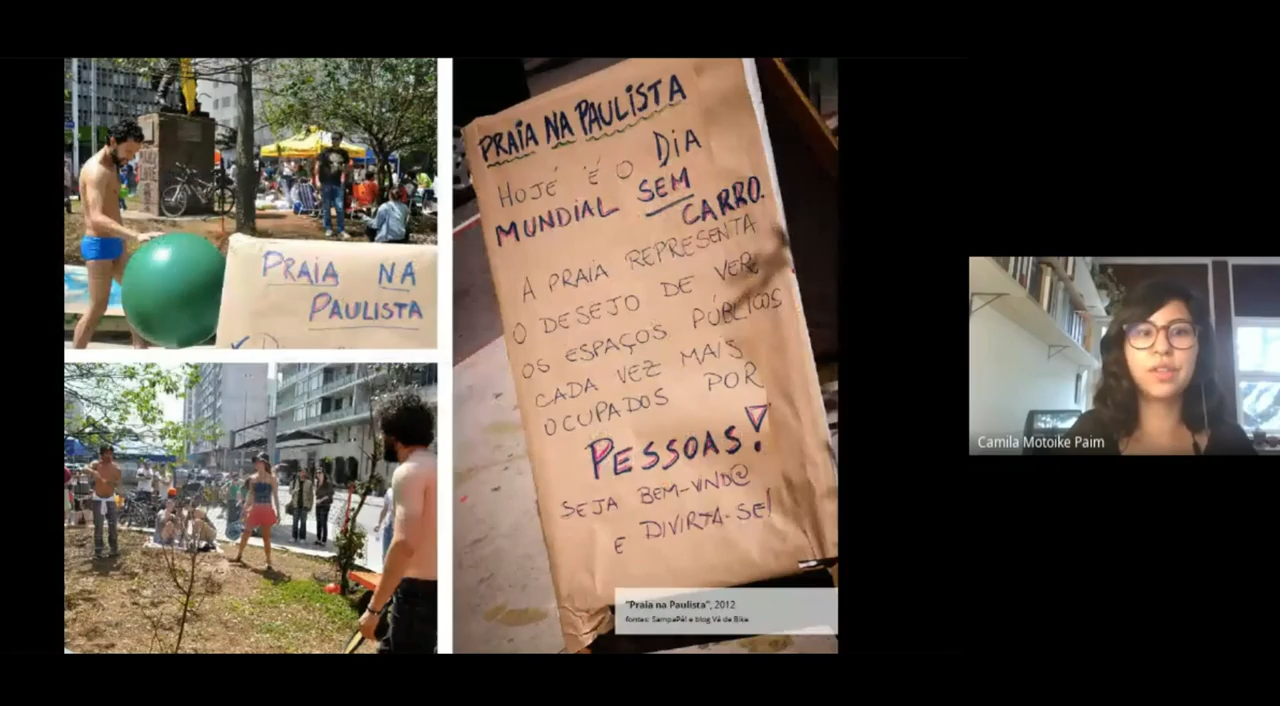 PRAIA NA
PAULISTA
PRAIA NA PAULISTA
HOJE É O DIA
MUNDIAL SEM
CARRO.
A PRAIA REPRESENTA
O DESEJO DE VER
OS ESPAÇOS PÚBLICOS
CADA VEZ MAIS
OCUPADOS POR
PESSOAS!
SEJA BEM-VIND@
E DIVIRTA-SE!
"Praia na Paulista", 2012
fontes: SampaPé! e blog Vá de Bike
Camila Motoike Paim